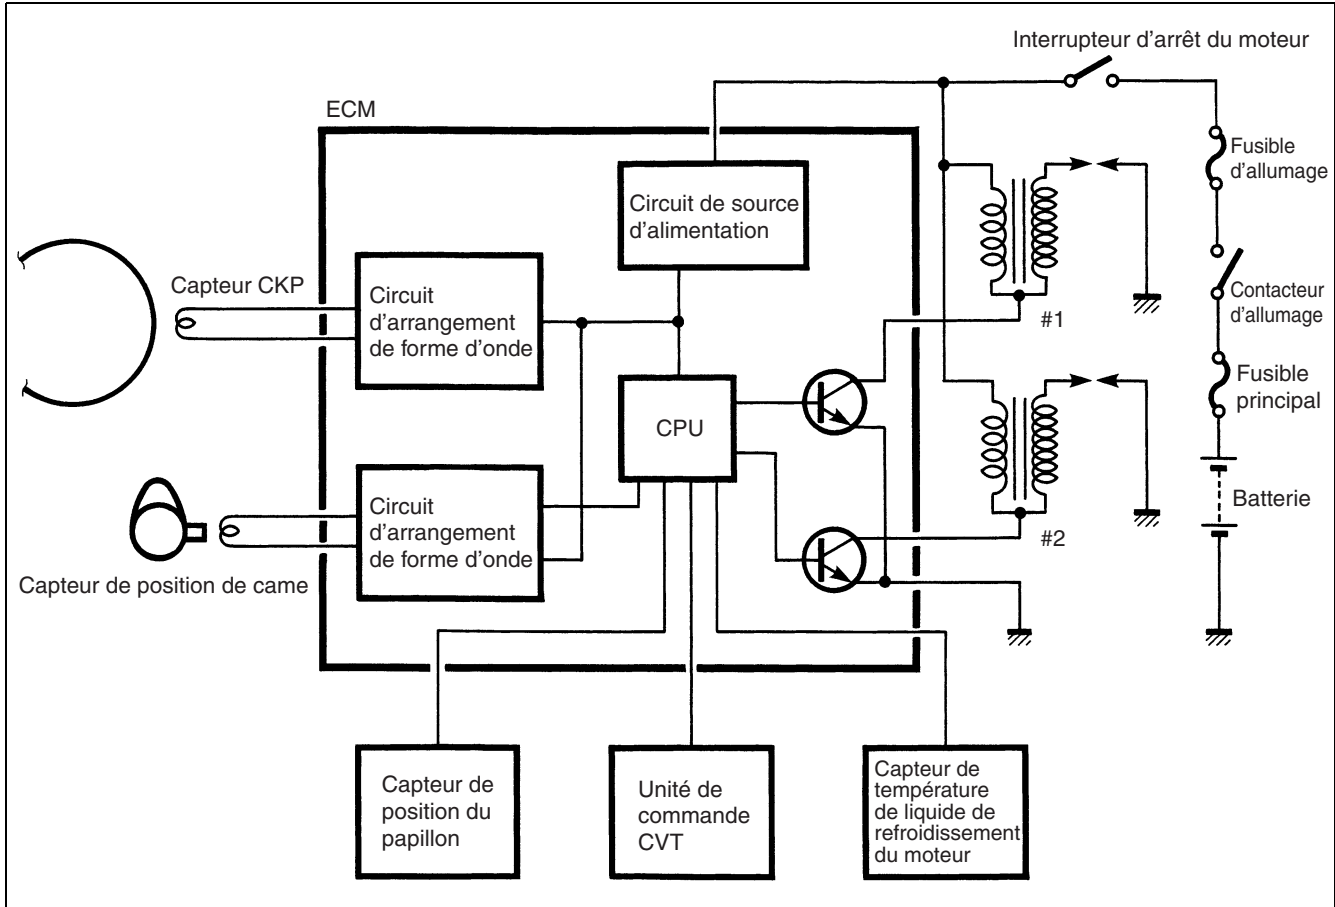 Interrupteur d'arrêt du moteur
ECM
Fusible
d'allumage
Circuit de source
d'alimentation
Capteur CKP
Circuit
d'arrangement
de forme d'onde
Contacteur
d'allumage
#1
Fusible
principal
CPU
Circuit
d'arrangement
de forme d'onde
Batterie
#2
Capteur de position de came
Capteur de
position du
papillon
Unité de
commande
CVT
Capteur de
température
de liquide de
refroidissement
du moteur